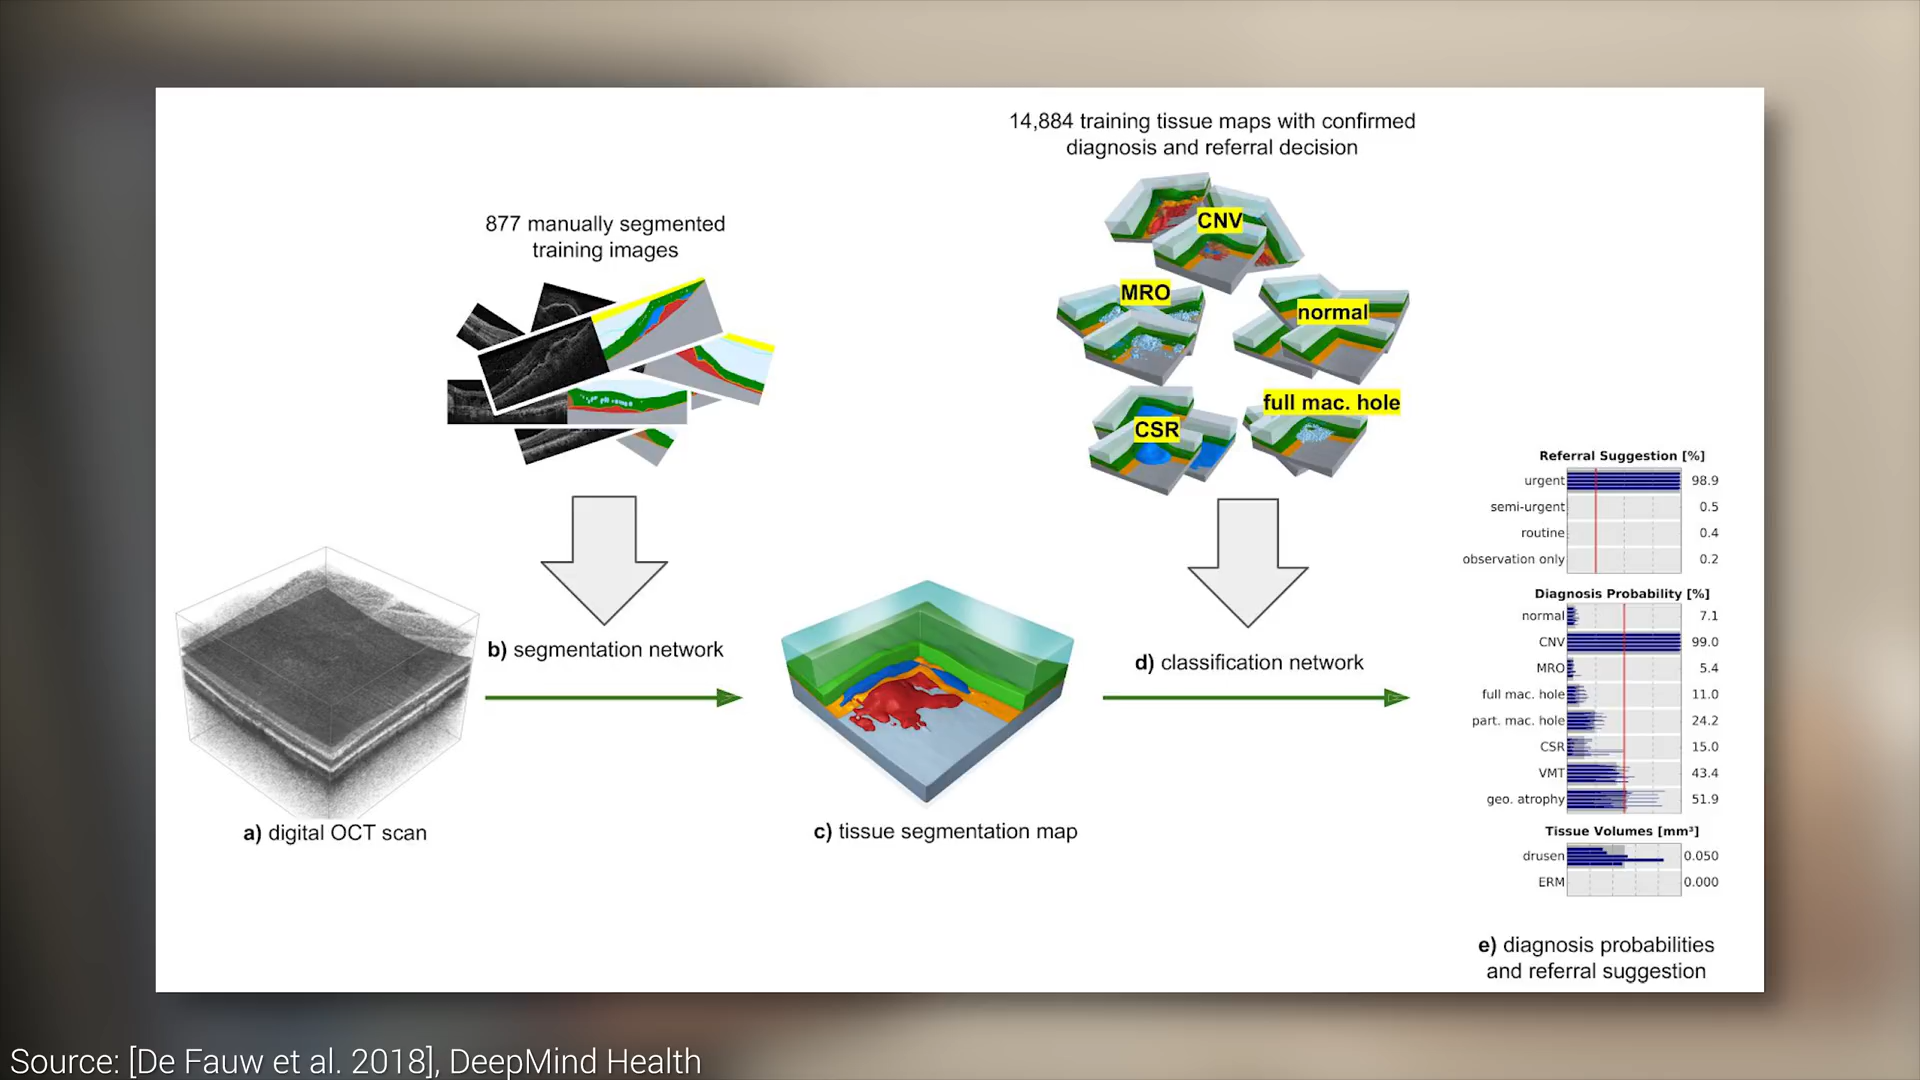 14,884 training tissue maps with confirmed
diagnosis and referral decision
877 manually segmented
training images
CNV
MRO
normal
CSR
full mac. hole
a) digital OCT scan
b) segmentation network
c) tissue segmentation map
d) classification network
Referral Suggestion [%]
urgent 98.9
semi-urgent 0.5
routine 0.4
observation only 0.2
Diagnosis Probability [%]
normal 7.1
CNV 99.0
MRO 5.4
full mac. hole 11.0
part. mac. hole 24.2
CSR 15.0
VMT 43.4
geo. atrophy 51.9
Tissue Volumes [mm³]
drusen 0.050
ERM 0.000
e) diagnosis probabilities
and referral suggestion
Source: [De Fauw et al. 2018], DeepMind Health